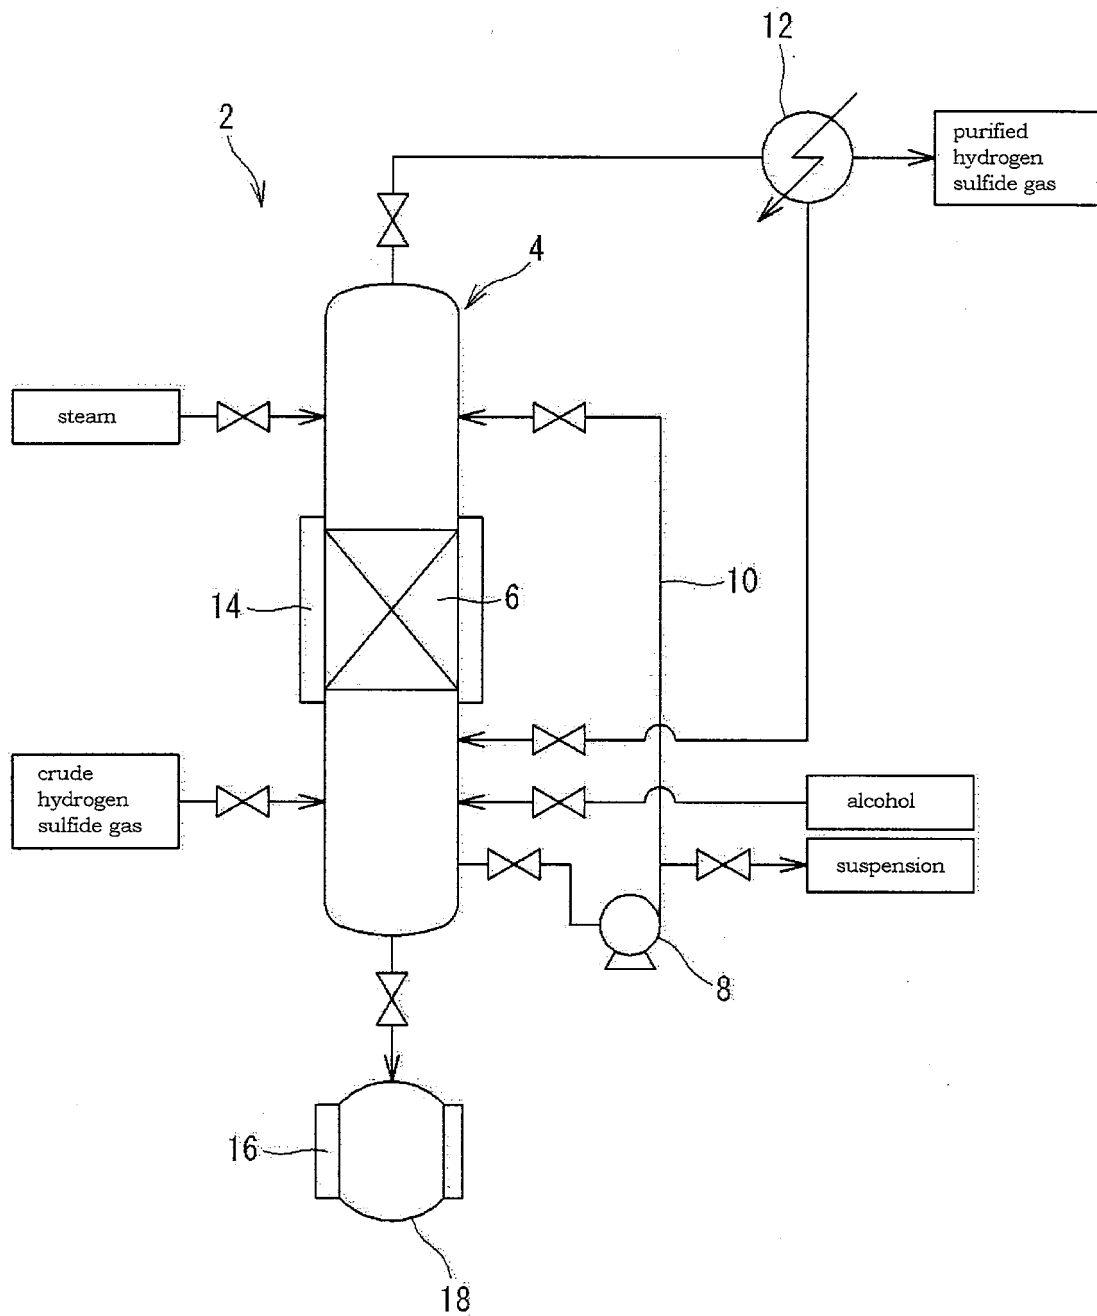 12
2
purified
hydrogen
sulfide gas
4
steam
10
14
6
crude
hydrogen
sulfide gas
alcohol
suspension
8
16
18